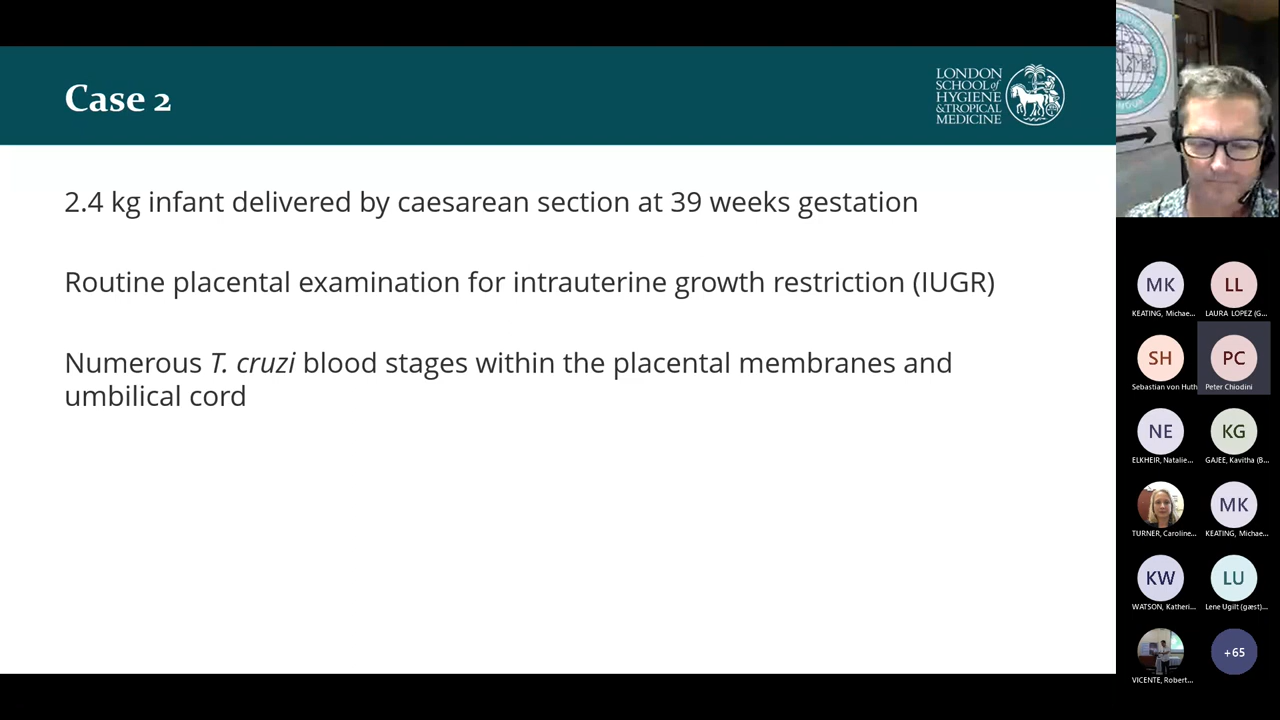 Case 2
LONDON
SCHOOL of
HYGIENE
& TROPICAL
MEDICINE
2.4 kg infant delivered by caesarean section at 39 weeks gestation
Routine placental examination for intrauterine growth restriction (IUGR)
Numerous T. cruzi blood stages within the placental membranes and
umbilical cord
MK
LL
KEATING, Michae...
LAURA LOPEZ (G...
SH
PC
Sebastian von Huth
Peter Chiodini
NE
KG
ELKHEIR, Natalie...
GAJEE, Kavitha (B...
MK
TURNER, Caroline...
KEATING, Michae...
KW
LU
WATSON, Katheri...
Lene Ugilt (gæst)...
+65
VICENTE, Robert...